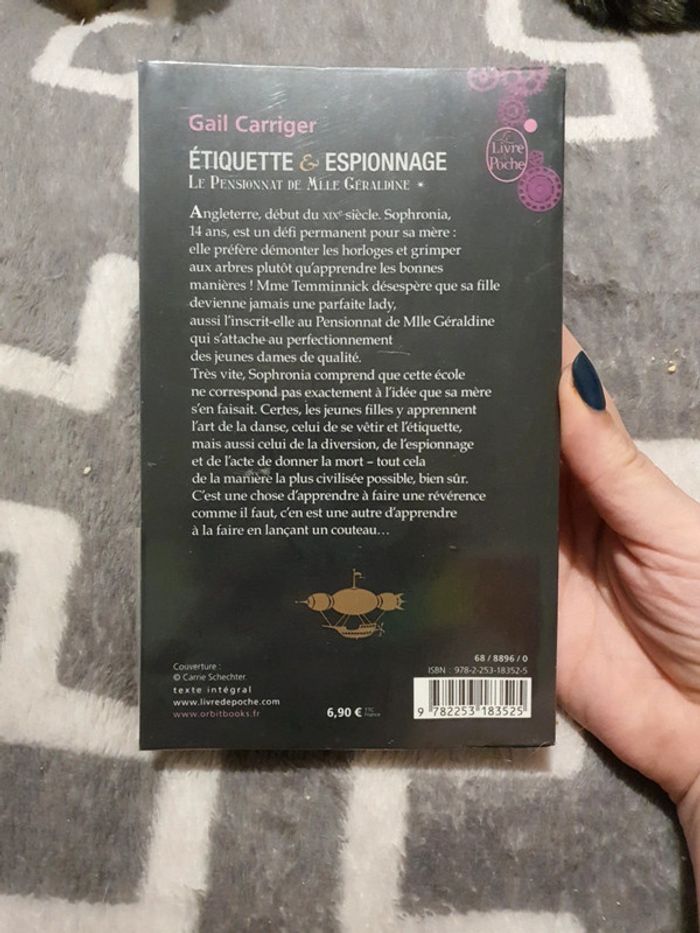 Gail Carriger
Le
Livre
de
Poche
ÉTIQUETTE & ESPIONNAGE
LE PENSIONNAT DE MLLE GÉRALDINE *
Angleterre, début du XIXe siècle. Sophronia,
14 ans, est un défi permanent pour sa mère :
elle préfère démonter les horloges et grimper
aux arbres plutôt qu'apprendre les bonnes
manières ! Mme Temminnick désespère que sa fille
devienne jamais une parfaite lady,
aussi l'inscrit-elle au Pensionnat de Mlle Géraldine
qui s'attache au perfectionnement
des jeunes dames de qualité.
Très vite, Sophronia comprend que cette école
ne correspond pas exactement à l'idée que sa mère
s'en faisait. Certes, les jeunes filles y apprennent
l'art de la danse, celui de se vêtir et l'étiquette,
mais aussi celui de la diversion, de l'espionnage
et de l'acte de donner la mort – tout cela
de la manière la plus civilisée possible, bien sûr.
C'est une chose d'apprendre à faire une révérence
comme il faut, c'en est une autre d'apprendre
à la faire en lançant un couteau…
Couverture :
© Carrie Schechter.
texte intégral
www.livredepoche.com
www.orbitbooks.fr
6,90 € TTC
France
68 / 8896 / 0
ISBN : 978-2-253-18352-5
9 782253 183525